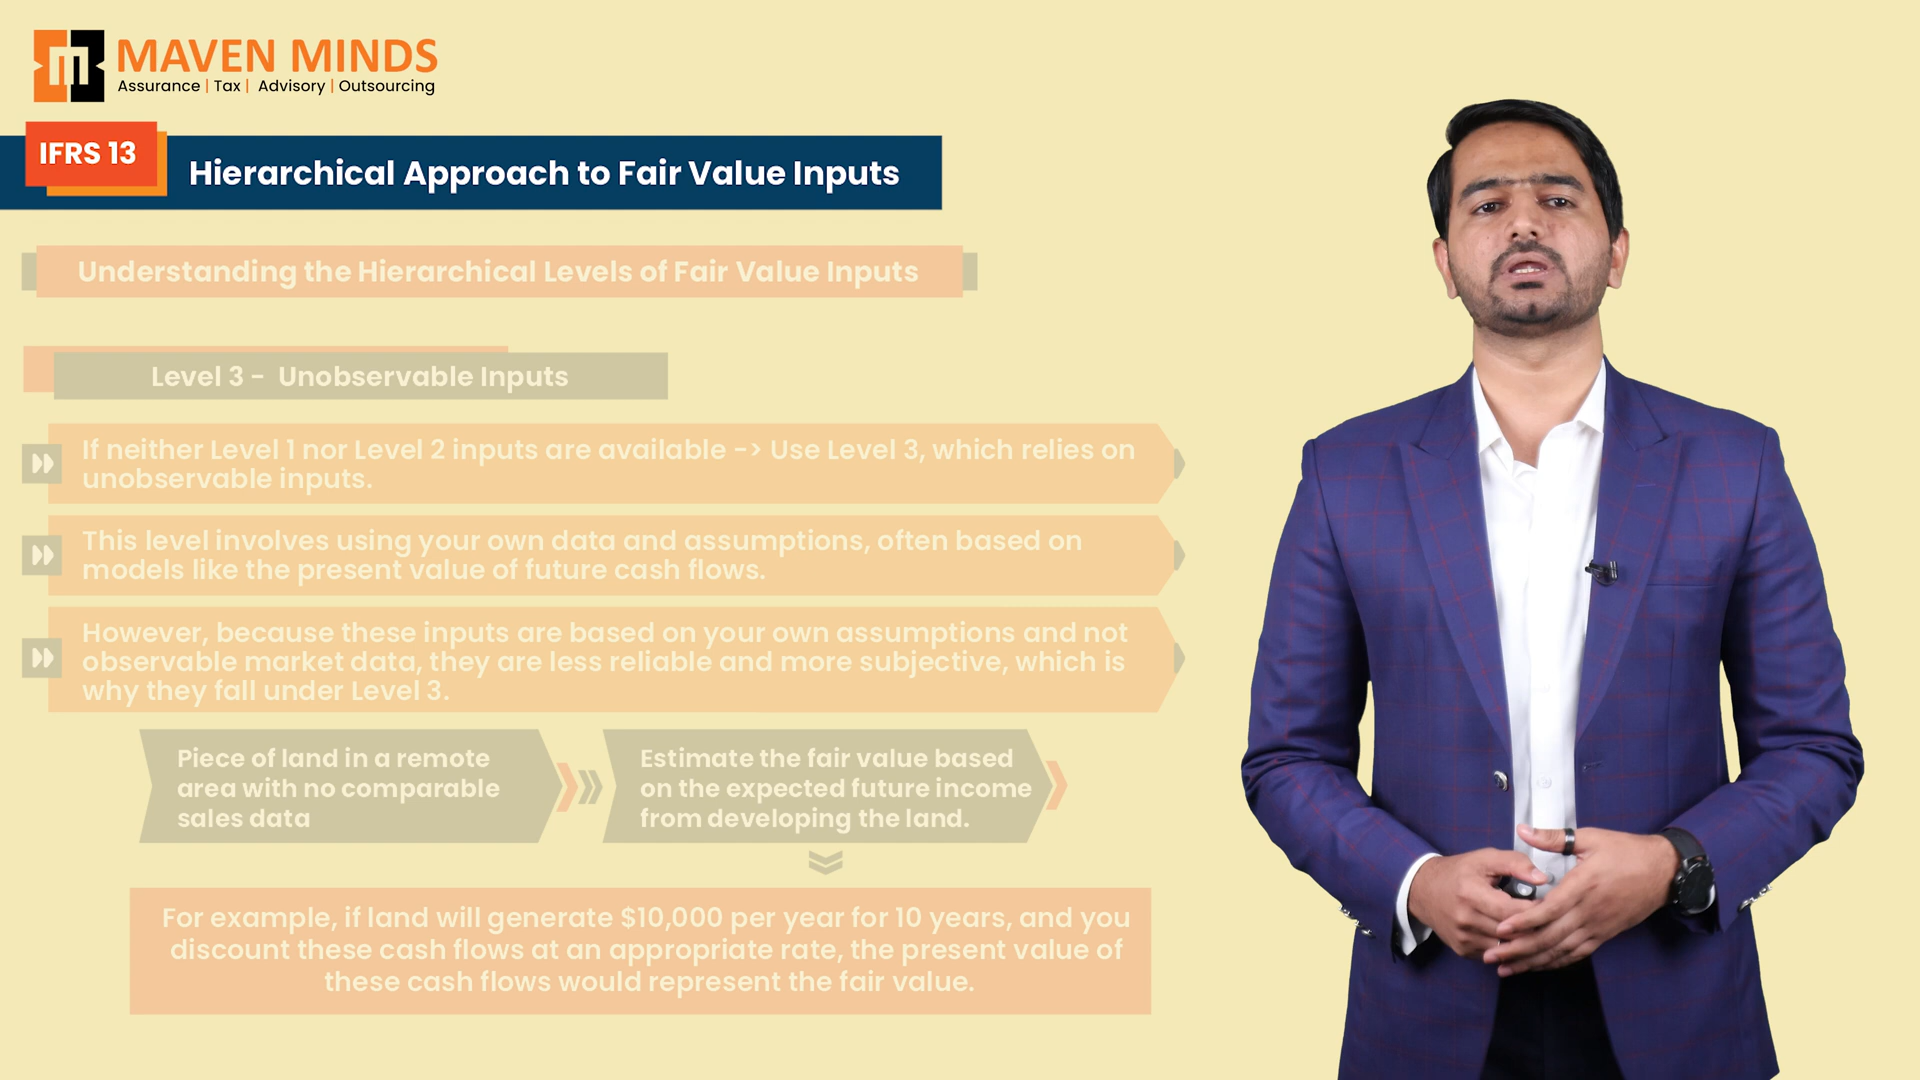 MAVEN MINDS
Assurance | Tax | Advisory | Outsourcing
IFRS 13
Hierarchical Approach to Fair Value Inputs
Understanding the Hierarchical Levels of Fair Value Inputs
Level 3 - Unobservable Inputs
If neither Level 1 nor Level 2 inputs are available -> Use Level 3, which relies on
unobservable inputs.
This level involves using your own data and assumptions, often based on
models like the present value of future cash flows.
However, because these inputs are based on your own assumptions and not
observable market data, they are less reliable and more subjective, which is
why they fall under Level 3.
Piece of land in a remote
area with no comparable
sales data
Estimate the fair value based
on the expected future income
from developing the land.
For example, if land will generate $10,000 per year for 10 years, and you
discount these cash flows at an appropriate rate, the present value of
these cash flows would represent the fair value.